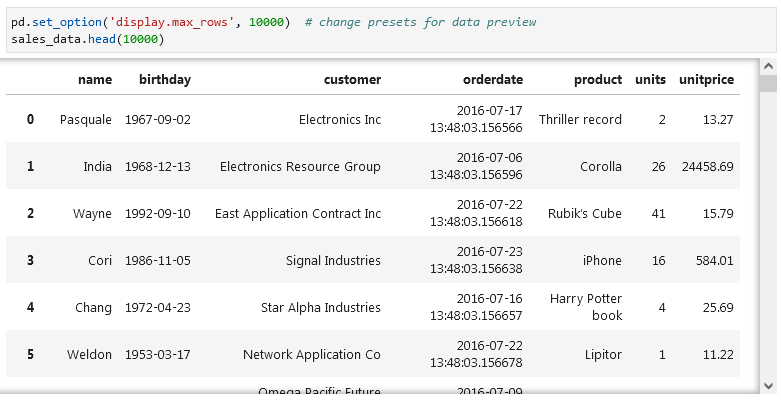 pd.set_option('display.max_rows', 10000)  # change presets for data preview
sales_data.head(10000)
name birthday customer orderdate product units unitprice
0 Pasquale 1967-09-02 Electronics Inc 2016-07-17 13:48:03.156566 Thriller record 2 13.27
1 India 1968-12-13 Electronics Resource Group 2016-07-06 13:48:03.156596 Corolla 26 24458.69
2 Wayne 1992-09-10 East Application Contract Inc 2016-07-22 13:48:03.156618 Rubik's Cube 41 15.79
3 Cori 1986-11-05 Signal Industries 2016-07-23 13:48:03.156638 iPhone 16 584.01
4 Chang 1972-04-23 Star Alpha Industries 2016-07-16 13:48:03.156657 Harry Potter book 4 25.69
5 Weldon 1953-03-17 Network Application Co 2016-07-22 13:48:03.156678 Lipitor 1 11.22
Omega Pacific Future 2016-07-09